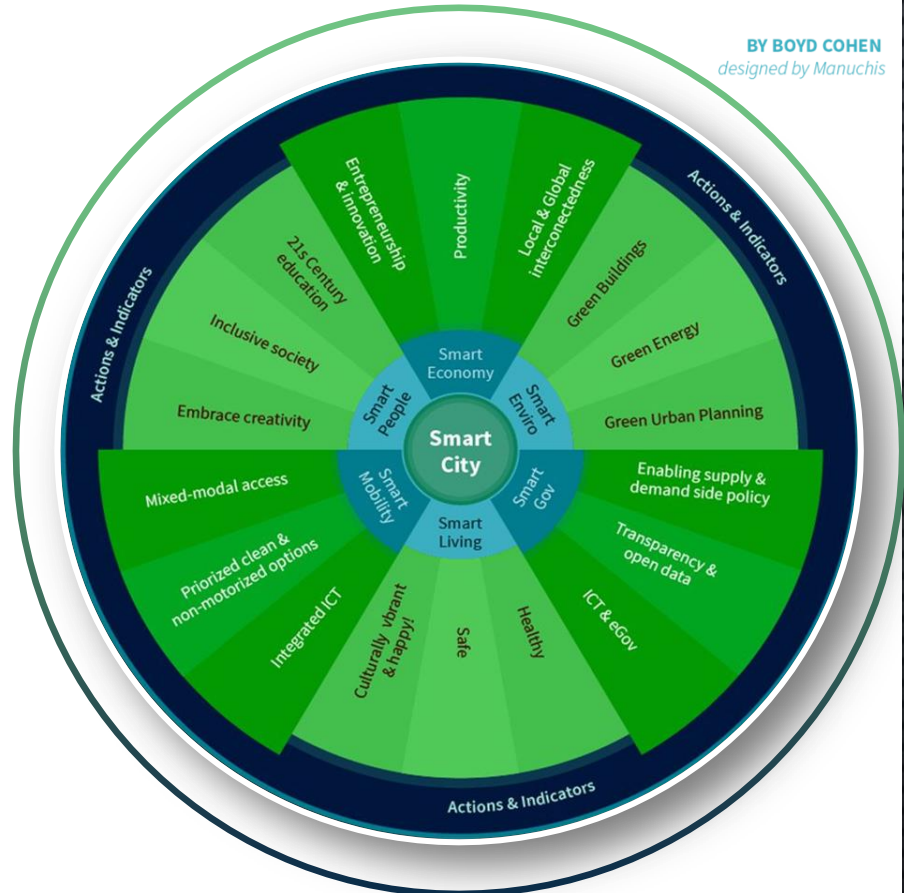 BY BOYD COHEN
designed by Manuchis
Actions & Indicators
Actions & Indicators
Actions & Indicators
Smart
City
Smart
Economy
Entrepreneurship
& innovation
Productivity
Local & Global
interconectedness
Smart
Enviro
Green Buildings
Green Energy
Green Urban Planning
Smart
Gov
Enabling supply &
demand side policy
Transparency &
open data
ICT & eGov
Smart
Living
Healthy
Safe
Culturally vbrant
& happy!
Smart
Mobility
Integrated ICT
Priorized clean &
non-motorized options
Mixed-modal access
Smart
People
Embrace creativity
Inclusive society
21s Century
education